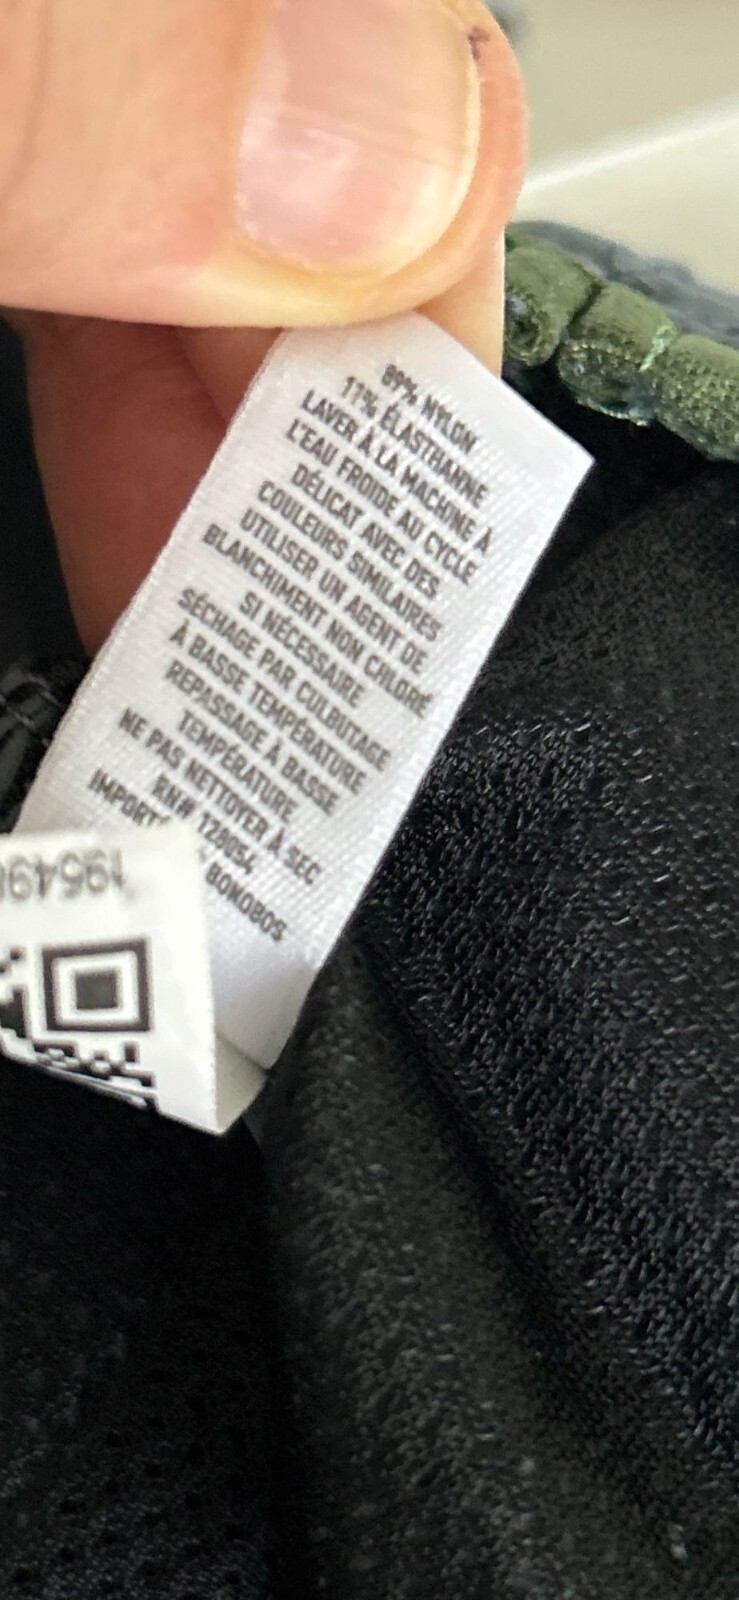 89% NYLON
11% ÉLASTHANNE
LAVER À LA MACHINE À
L'EAU FROIDE AU CYCLE
DÉLICAT AVEC DES
COULEURS SIMILAIRES
UTILISER UN AGENT DE
BLANCHIMENT NON CHLORÉ
SI NÉCESSAIRE
SÉCHAGE PAR CULBUTAGE
À BASSE TEMPÉRATURE
REPASSAGE À BASSE
TEMPÉRATURE
NE PAS NETTOYER À SEC
RN# 128054
BONOBOS